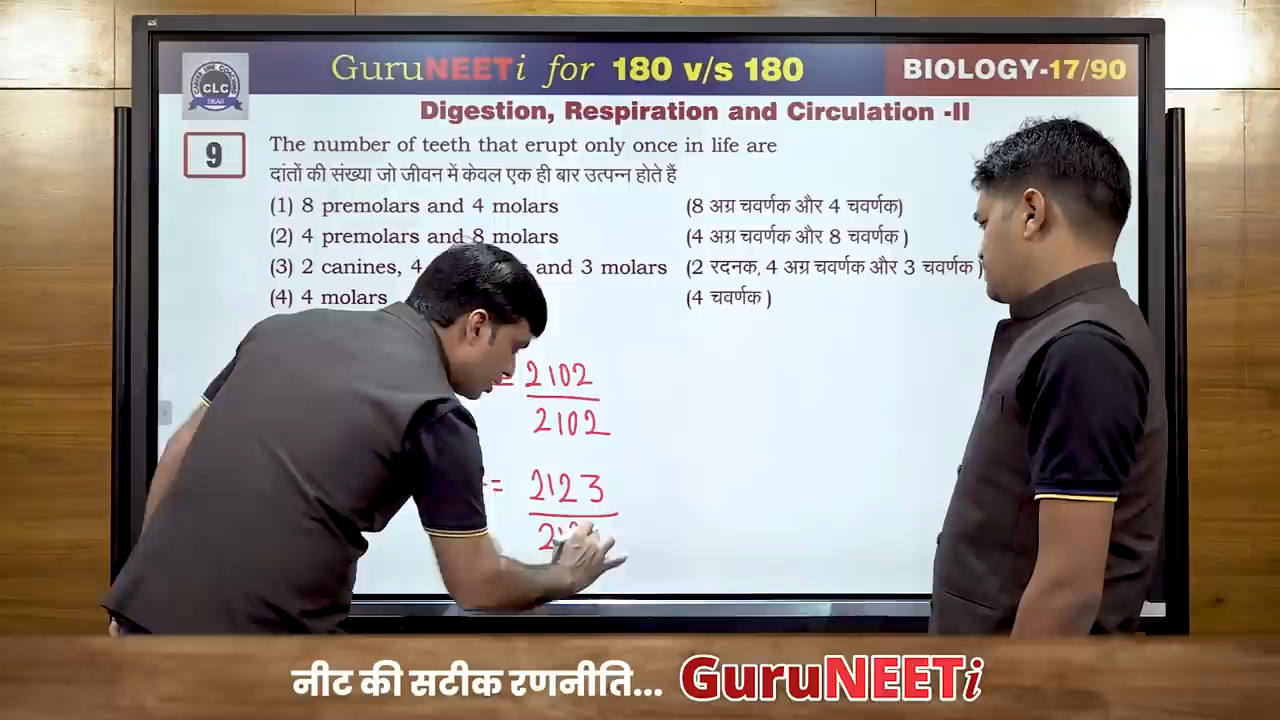 GuruNEETi for 180 v/s 180
BIOLOGY-17/90
CLC
SIKAR
Digestion, Respiration and Circulation -II
9
The number of teeth that erupt only once in life are
दांतों की संख्या जो जीवन में केवल एक ही बार उत्पन्न होते हैं
(1) 8 premolars and 4 molars (8 अग्र चवर्णक और 4 चवर्णक)
(2) 4 premolars and 8 molars (4 अग्र चवर्णक और 8 चवर्णक )
(3) 2 canines, 4 and 3 molars (2 रदनक, 4 अग्र चवर्णक और 3 चवर्णक )
(4) 4 molars (4 चवर्णक )
= 2102
2102
= 2123
नीट की सटीक रणनीति... GuruNEETi